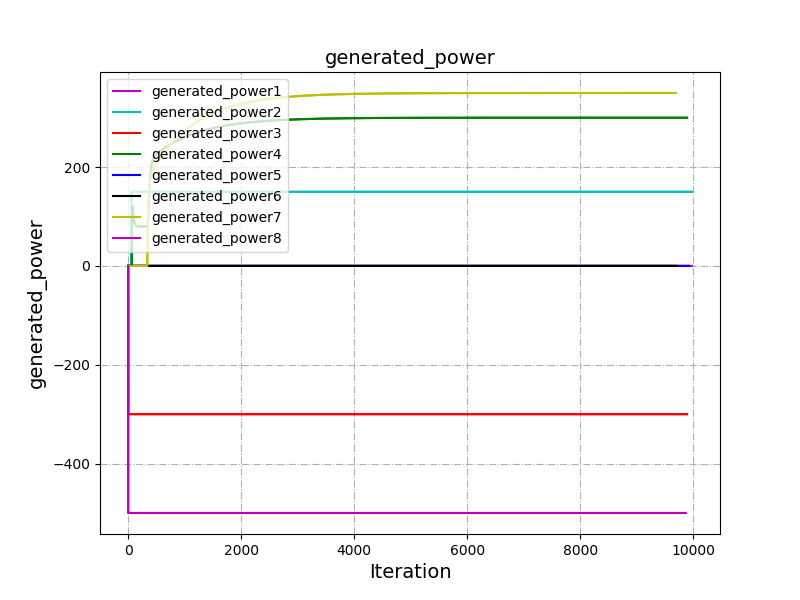 generated_power
generated_power1
generated_power2
generated_power3
generated_power4
generated_power5
generated_power6
generated_power7
generated_power8
generated_power
200
0
−200
−400
0 2000 4000 6000 8000 10000
Iteration